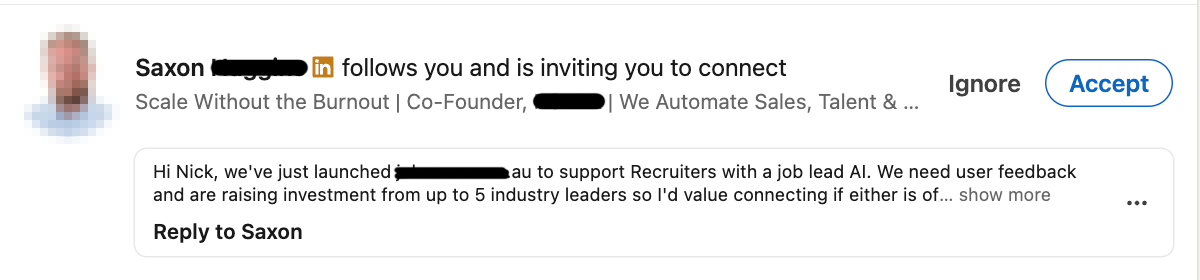 Saxon in follows you and is inviting you to connect
Scale Without the Burnout | Co-Founder, | We Automate Sales, Talent & ...
Ignore
Accept
Hi Nick, we've just launched .au to support Recruiters with a job lead AI. We need user feedback
and are raising investment from up to 5 industry leaders so I'd value connecting if either is of... show more
Reply to Saxon